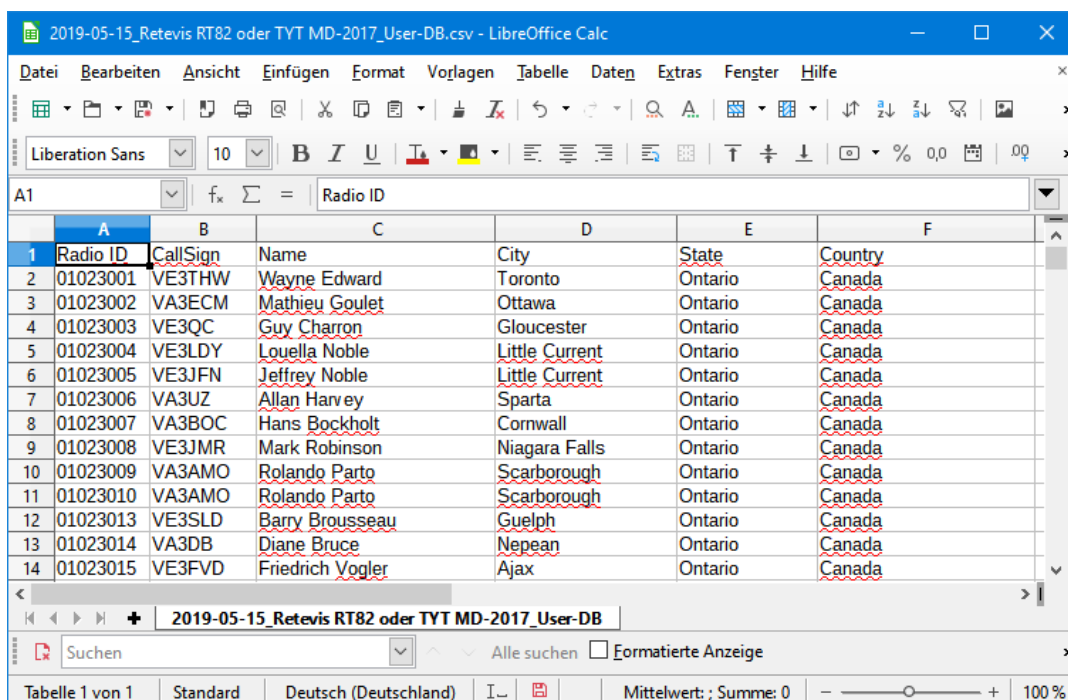 2019-05-15_Retevis RT82 oder TYT MD-2017_User-DB.csv - LibreOffice Calc
Datei Bearbeiten Ansicht Einfügen Format Vorlagen Tabelle Daten Extras Fenster Hilfe
Liberation Sans 10 B I U % 0,0 .00
A1 fx Σ = Radio ID
A B C D E F
1 Radio ID CallSign Name City State Country
2 01023001 VE3THW Wayne Edward Toronto Ontario Canada
3 01023002 VA3ECM Mathieu Goulet Ottawa Ontario Canada
4 01023003 VE3QC Guy Charron Gloucester Ontario Canada
5 01023004 VE3LDY Louella Noble Little Current Ontario Canada
6 01023005 VE3JFN Jeffrey Noble Little Current Ontario Canada
7 01023006 VA3UZ Allan Harvey Sparta Ontario Canada
8 01023007 VA3BOC Hans Bockholt Cornwall Ontario Canada
9 01023008 VE3JMR Mark Robinson Niagara Falls Ontario Canada
10 01023009 VA3AMO Rolando Parto Scarborough Ontario Canada
11 01023010 VA3AMO Rolando Parto Scarborough Ontario Canada
12 01023013 VE3SLD Barry Brousseau Guelph Ontario Canada
13 01023014 VA3DB Diane Bruce Nepean Ontario Canada
14 01023015 VE3FVD Friedrich Vogler Ajax Ontario Canada
2019-05-15_Retevis RT82 oder TYT MD-2017_User-DB
Suchen Alle suchen Formatierte Anzeige
Tabelle 1 von 1 Standard Deutsch (Deutschland) Mittelwert: ; Summe: 0 100 %